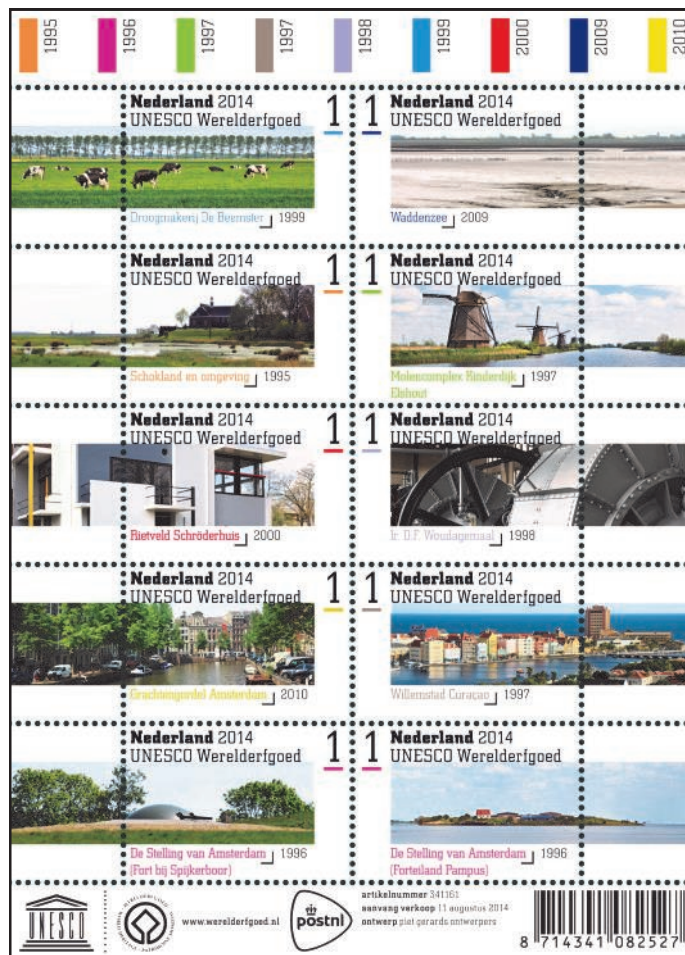 1995
1996
1997
1997
1998
1999
2000
2009
2010
Nederland 2014
UNESCO Werelderfgoed
1
Droogmakerij De Beemster 1999
1
Nederland 2014
UNESCO Werelderfgoed
Waddenzee 2009
Nederland 2014
UNESCO Werelderfgoed
1
Schokland en omgeving 1995
1
Nederland 2014
UNESCO Werelderfgoed
Molencomplex Kinderdijk 1997
Elshout
Nederland 2014
UNESCO Werelderfgoed
1
Rietveld Schröderhuis 2000
1
Nederland 2014
UNESCO Werelderfgoed
Ir. D.F. Woudagemaal 1998
Nederland 2014
UNESCO Werelderfgoed
1
Grachtengordel Amsterdam 2010
1
Nederland 2014
UNESCO Werelderfgoed
Willemstad Curaçao 1997
Nederland 2014
UNESCO Werelderfgoed
1
De Stelling van Amsterdam 1996
(Fort bij Spijkerboor)
1
Nederland 2014
UNESCO Werelderfgoed
De Stelling van Amsterdam 1996
(Forteiland Pampus)
UNESCO
www.werelderfgoed.nl
postnl
artikelnummer 341161
aanvang verkoop 11 augustus 2014
ontwerp piet gerards ontwerpers
8 714341 082527